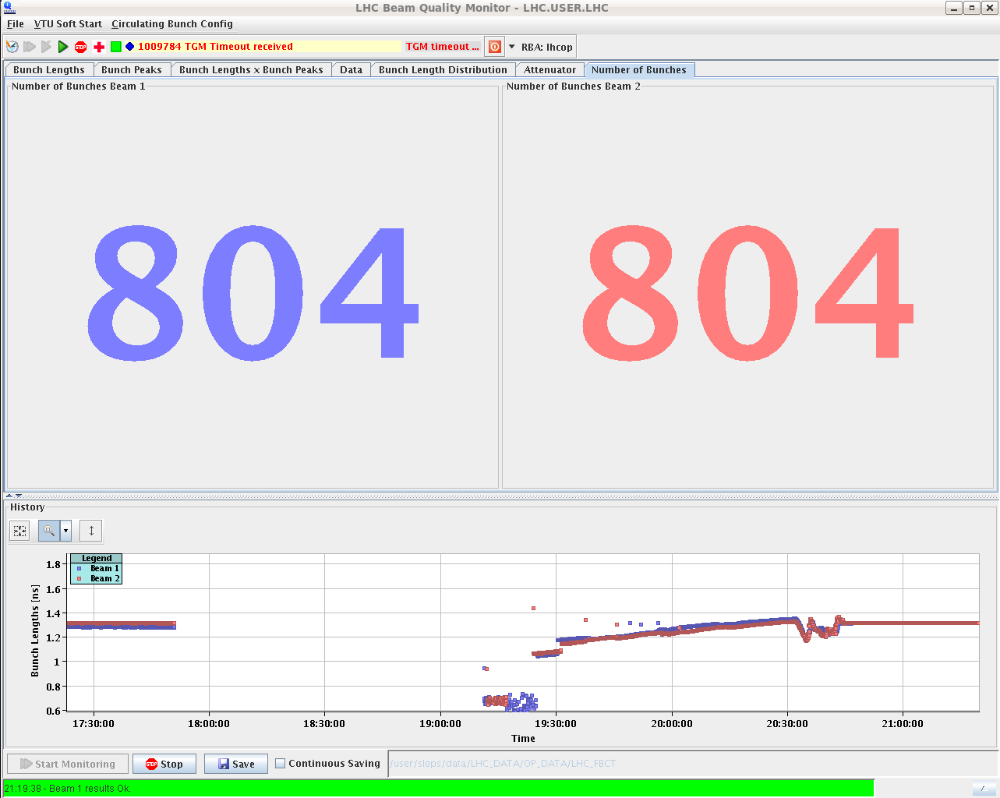 LHC Beam Quality Monitor - LHC.USER.LHC
File VTU Soft Start Circulating Bunch Config
STOP 1009784 TGM Timeout received TGM timeout ... RBA: lhcop
Bunch Lengths Bunch Peaks Bunch Lengths x Bunch Peaks Data Bunch Length Distribution Attenuator Number of Bunches
Number of Bunches Beam 1 Number of Bunches Beam 2
804 804
History
Legend
Beam 1
Beam 2
1.8
1.6
1.4
1.2
1
0.8
0.6
Bunch Lengths [ns]
17:30:00 18:00:00 18:30:00 19:00:00 19:30:00 20:00:00 20:30:00 21:00:00
Time
Start Monitoring STOP Stop Save Continuous Saving /user/slops/data/LHC_DATA/OP_DATA/LHC_FBCT
21:19:38 - Beam 1 results Ok.